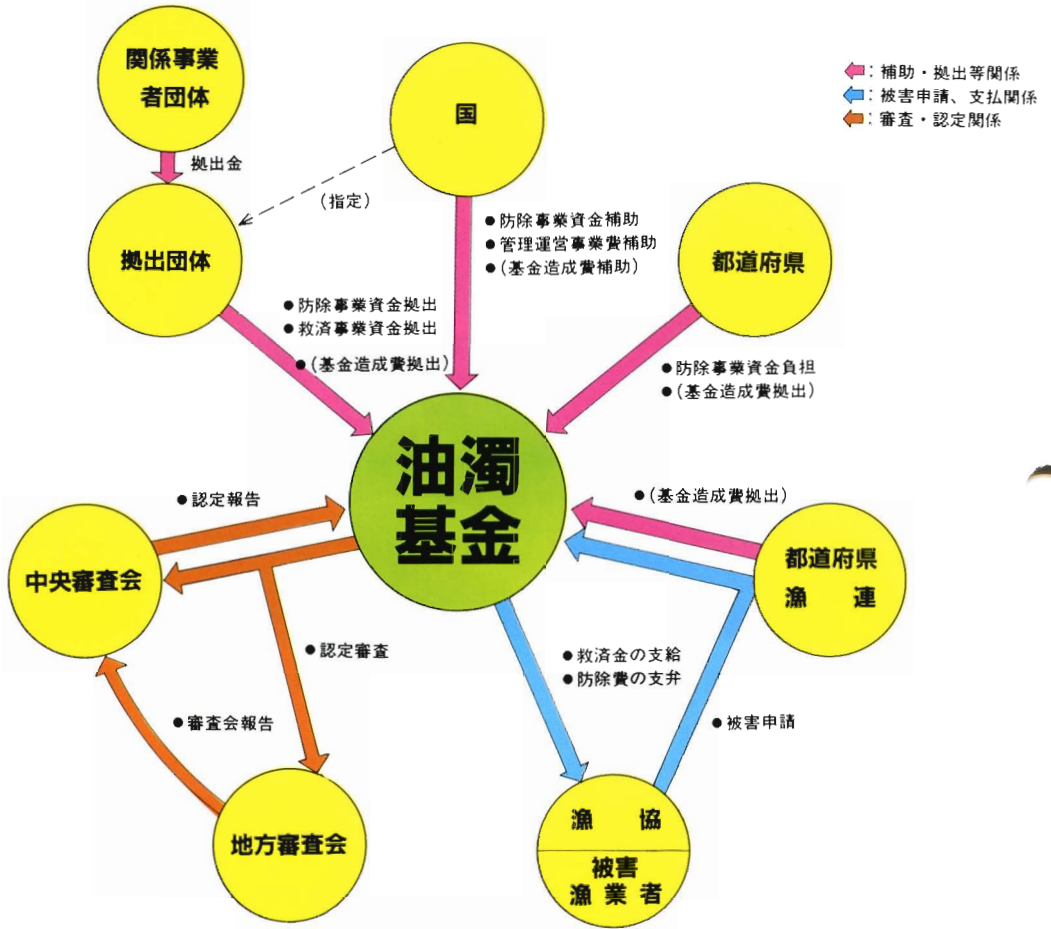 関係事業
者団体
国
：補助・拠出等関係
：被害申請、支払関係
：審査・認定関係
拠出金
(指定)
拠出団体
●防除事業資金補助
●管理運営事業費補助
●(基金造成費補助)
都道府県
●防除事業資金拠出
●救済事業資金拠出
●(基金造成費拠出)
●防除事業資金負担
●(基金造成費拠出)
油濁
基金
●認定報告
●(基金造成費拠出)
中央審査会
都道府県
漁　連
●認定審査
●救済金の支給
●防除費の支弁
●審査会報告
●被害申請
地方審査会
漁　協
被害
漁業者